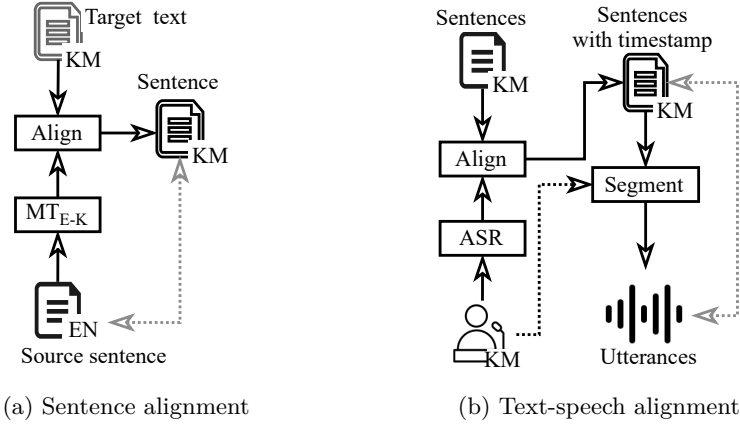 Target text
KM
Sentence
Align
KM
MT_E-K
EN
Source sentence
(a) Sentence alignment
Sentences
KM
Sentences
with timestamp
KM
Align
Segment
ASR
KM
Utterances
(b) Text-speech alignment